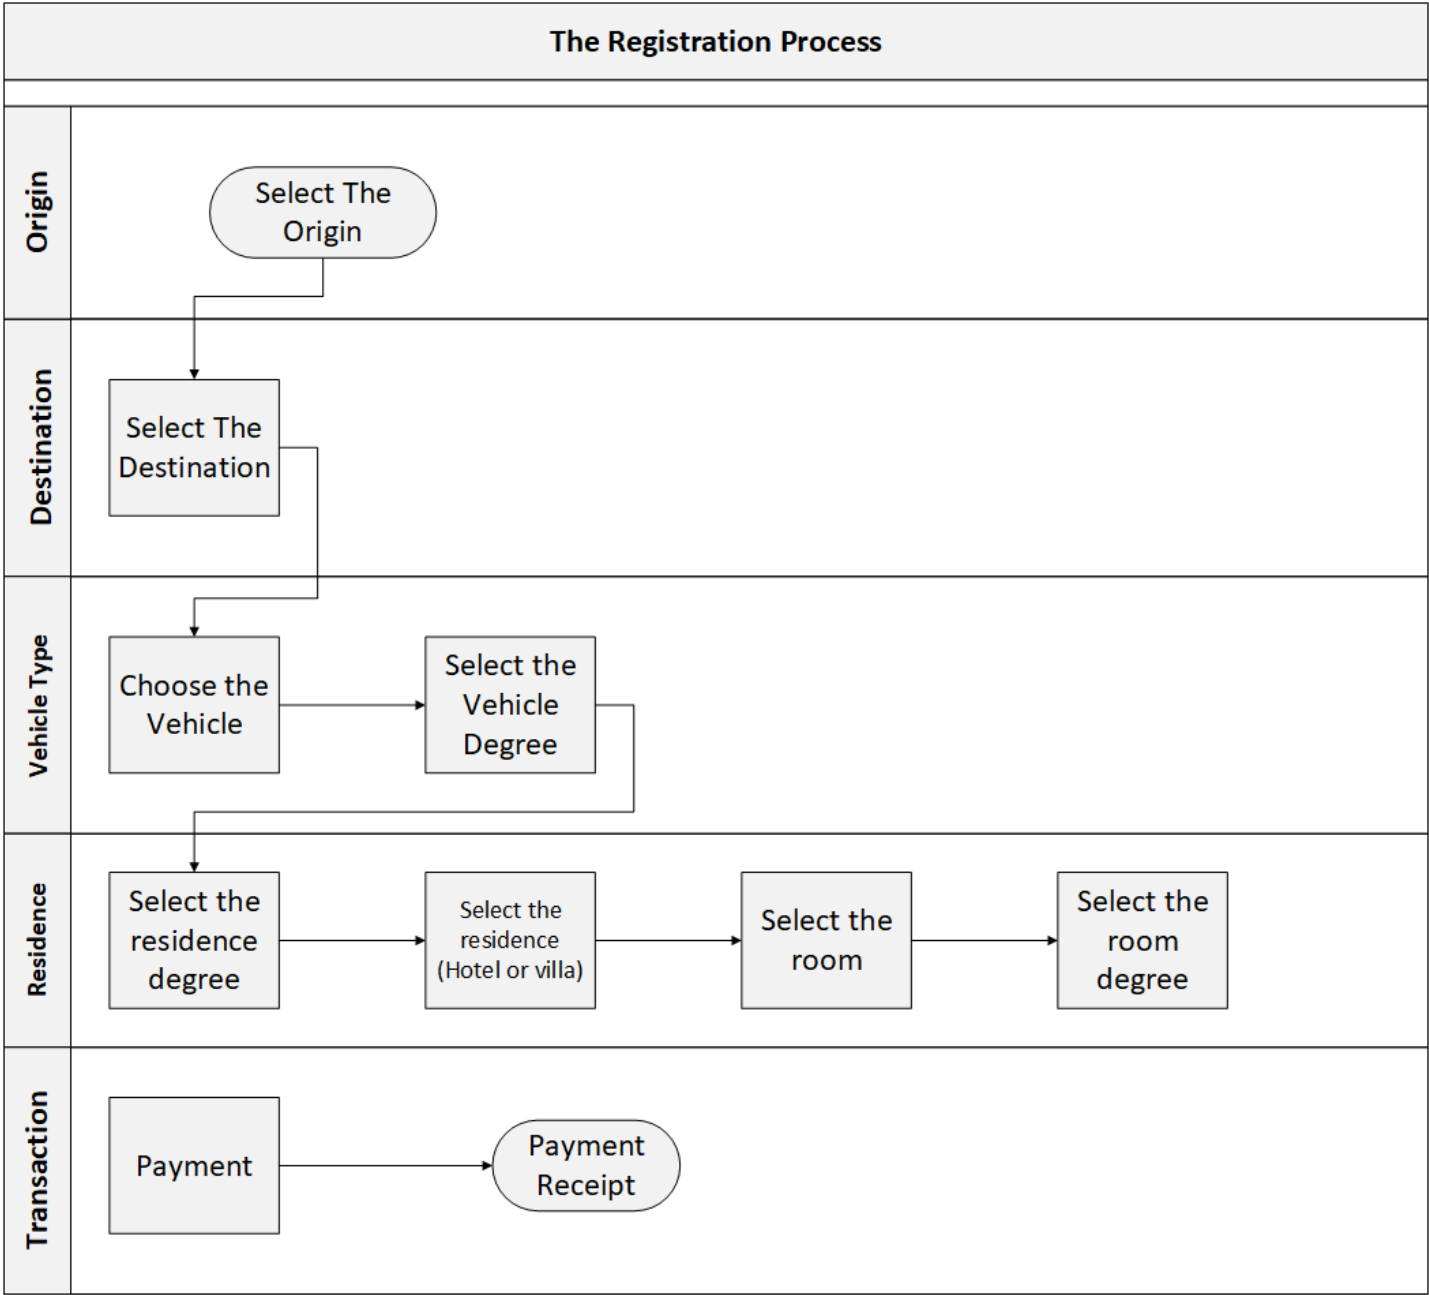 The Registration Process
Origin
Select The
Origin
Destination
Select The
Destination
Vehicle Type
Choose the
Vehicle
Select the
Vehicle
Degree
Residence
Select the
residence
degree
Select the
residence
(Hotel or villa)
Select the
room
Select the
room
degree
Transaction
Payment
Payment
Receipt